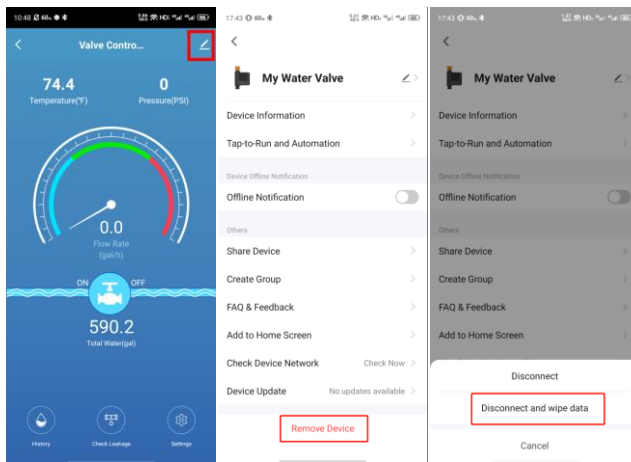 10:48
Valve Contro...
74.4
Temperature(℉)
0
Pressure(PSI)
0.0
Flow Rate
(gal/h)
ON
OFF
590.2
Total Water(gal)
History
Check Leakage
Settings
17:43
My Water Valve
Device Information
Tap-to-Run and Automation
Device Offline Notification
Offline Notification
Others
Share Device
Create Group
FAQ & Feedback
Add to Home Screen
Check Device Network Check Now
Device Update No updates available
Remove Device
17:43
My Water Valve
Device Information
Tap-to-Run and Automation
Device Offline Notification
Offline Notification
Others
Share Device
Create Group
FAQ & Feedback
Add to Home Screen
Disconnect
Disconnect and wipe data
Cancel